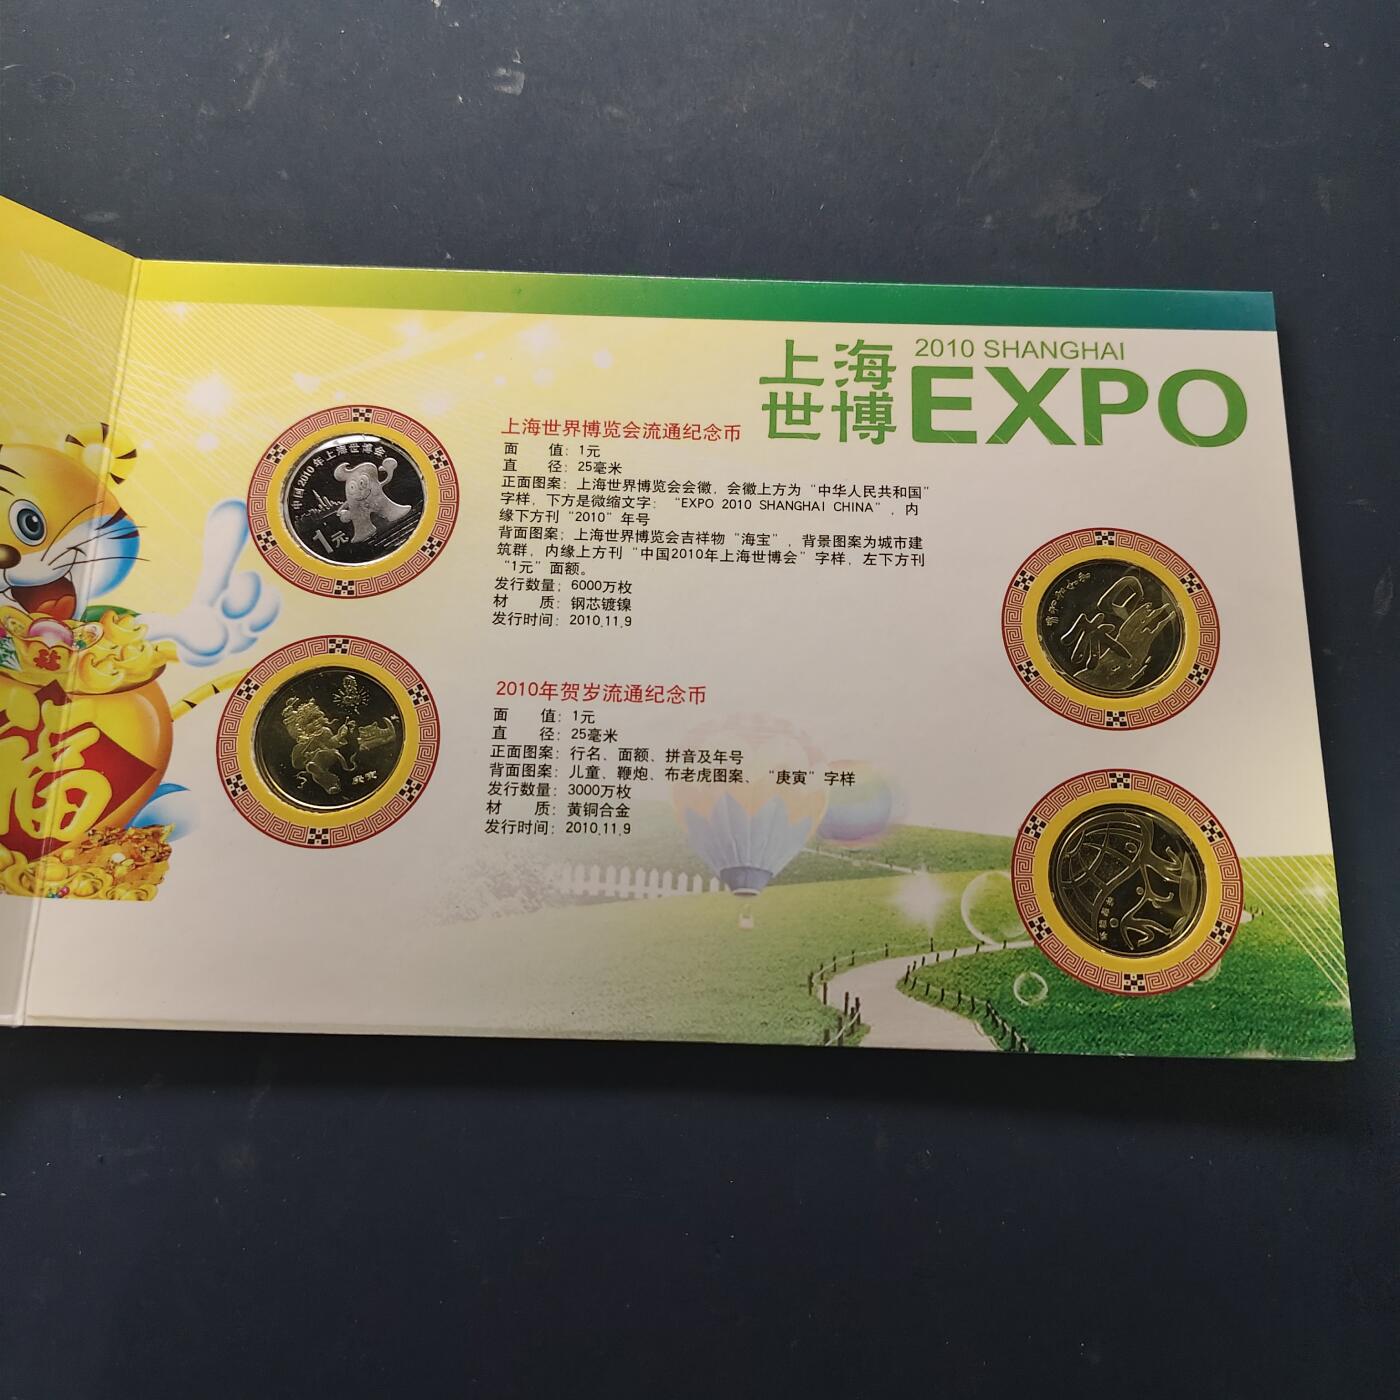 上海
世博
2010 SHANGHAI
EXPO
上海世界博览会流通纪念币
面 值：1元
直 径：25毫米
正面图案：上海世界博览会会徽，会徽上方为“中华人民共和国”
字样，下方是微缩文字：“EXPO 2010 SHANGHAI CHINA”，内
缘下方刊“2010”年号
背面图案：上海世界博览会吉祥物“海宝”，背景图案为城市建
筑群，内缘上方刊“中国2010年上海世博会”字样，左下方刊
“1元”面额。
发行数量：6000万枚
材 质：钢芯镀镍
发行时间：2010.11.9
2010年贺岁流通纪念币
面 值：1元
直 径：25毫米
正面图案：行名、面额、拼音及年号
背面图案：儿童、鞭炮、布老虎图案、“庚寅”字样
发行数量：3000万枚
材 质：黄铜合金
发行时间：2010.11.9
中国2010年上海世博会
1元
庚寅
和
环境保护
福